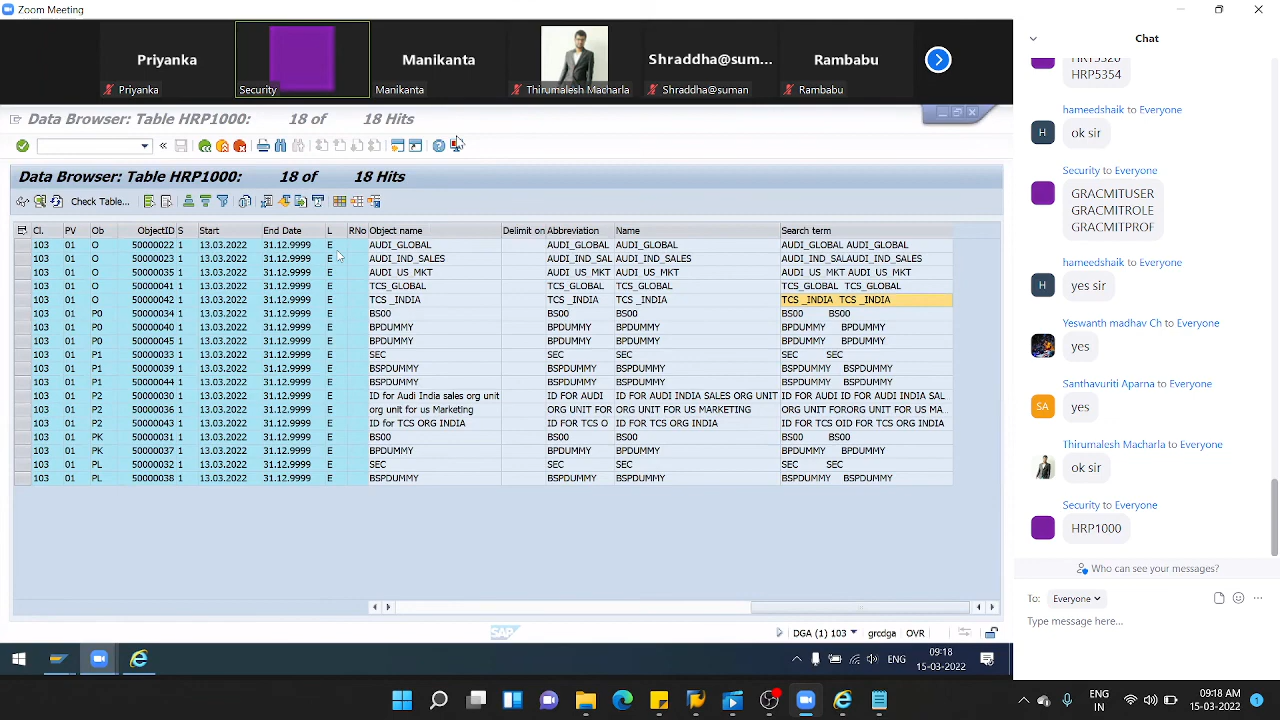 Zoom Meeting
Priyanka
Manikanta
Shraddha@sum...
Rambabu
Priyanka
Security
Manikanta
Thirumalesh Macharla
Shraddha@suman
Rambabu
Data Browser: Table HRP1000: 18 of 18 Hits
Data Browser: Table HRP1000: 18 of 18 Hits
Check Table...
Cl. PV Ob ObjectID S Start End Date L RNo Object name Delimit on Abbreviation Name Search term
103 01 O 50000022 1 13.03.2022 31.12.9999 E AUDI_GLOBAL AUDI_GLOBAL AUDI_GLOBAL AUDI_GLOBAL AUDI_GLOBAL
103 01 O 50000023 1 13.03.2022 31.12.9999 E AUDI_IND_SALES AUDI_IND_SAL AUDI_IND_SALES AUDI_IND_SALAUDI_IND_SALES
103 01 O 50000035 1 13.03.2022 31.12.9999 E AUDI_US_MKT AUDI_US_MKT AUDI_US_MKT AUDI_US_MKT AUDI_US_MKT
103 01 O 50000041 1 13.03.2022 31.12.9999 E TCS_GLOBAL TCS_GLOBAL TCS_GLOBAL TCS_GLOBAL TCS_GLOBAL
103 01 O 50000042 1 13.03.2022 31.12.9999 E TCS _INDIA TCS _INDIA TCS _INDIA TCS _INDIA TCS _INDIA
103 01 P0 50000034 1 13.03.2022 31.12.9999 E BS00 BS00 BS00 BS00 BS00
103 01 P0 50000040 1 13.03.2022 31.12.9999 E BPDUMMY BPDUMMY BPDUMMY BPDUMMY BPDUMMY
103 01 P0 50000045 1 13.03.2022 31.12.9999 E BPDUMMY BPDUMMY BPDUMMY BPDUMMY BPDUMMY
103 01 P1 50000033 1 13.03.2022 31.12.9999 E SEC SEC SEC SEC SEC
103 01 P1 50000039 1 13.03.2022 31.12.9999 E BSPDUMMY BSPDUMMY BSPDUMMY BSPDUMMY BSPDUMMY
103 01 P1 50000044 1 13.03.2022 31.12.9999 E BSPDUMMY BSPDUMMY BSPDUMMY BSPDUMMY BSPDUMMY
103 01 P2 50000030 1 13.03.2022 31.12.9999 E ID for Audi India sales org unit ID FOR AUDI ID FOR AUDI INDIA SALES ORG UNIT ID FOR AUDI ID FOR AUDI INDIA SAL
103 01 P2 50000036 1 13.03.2022 31.12.9999 E org unit for us Marketing ORG UNIT FOR ORG UNIT FOR US MARKETING ORG UNIT FORORG UNIT FOR US MA...
103 01 P2 50000043 1 13.03.2022 31.12.9999 E ID for TCS ORG INDIA ID FOR TCS O ID FOR TCS ORG INDIA ID FOR TCS OID FOR TCS ORG INDIA
103 01 PK 50000031 1 13.03.2022 31.12.9999 E BS00 BS00 BS00 BS00 BS00
103 01 PK 50000037 1 13.03.2022 31.12.9999 E BSPDUMMY BSPDUMMY BSPDUMMY BSPDUMMY BSPDUMMY
103 01 PL 50000032 1 13.03.2022 31.12.9999 E SEC SEC SEC SEC SEC
103 01 PL 50000038 1 13.03.2022 31.12.9999 E BSPDUMMY BSPDUMMY BSPDUMMY BSPDUMMY BSPDUMMY
SAP
DGA (1) 103 grcdga OVR
ENG
09:18
15-03-2022
Chat
HRP5354
hameedshaik to Everyone
H
ok sir
Security to Everyone
GRACMITUSER
GRACMITROLE
GRACMITPROF
hameedshaik to Everyone
H
yes sir
Yeswanth madhav Ch to Everyone
yes
Santhavuriti Aparna to Everyone
SA
yes
Thirumalesh Macharla to Everyone
ok sir
Security to Everyone
HRP1000
Who can see your messages?
To: Everyone
Type message here...
ENG
IN
09:18 AM
15-03-2022
1